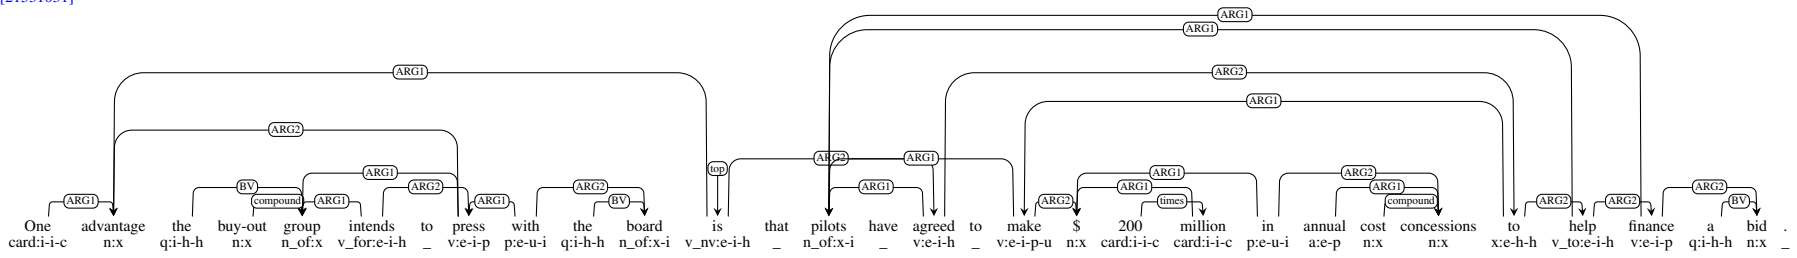 [21531031]
ARG1
ARG1
ARG1 ARG2
ARG1
ARG2
ARG2 ARG1
top
ARG1 ARG1 ARG2
BV ARG2 ARG2 ARG1 ARG1 ARG1 ARG2
ARG1 compound ARG1 ARG1 BV ARG2 times compound ARG2 ARG2 BV
One advantage the buy-out group intends to press with the board is that pilots have agreed to make $ 200 million in annual cost concessions to help finance a bid .
card:i-i-c n:x q:i-h-h n:x n_of:x v_for:e-i-h _ v:e-i-p p:e-u-i q:i-h-h n_of:x-i v_nv:e-i-h _ n_of:x-i _ v:e-i-h _ v:e-i-p-u n:x card:i-i-c card:i-i-c p:e-u-i a:e-p n:x n:x x:e-h-h v_to:e-i-h v:e-i-p q:i-h-h n:x _